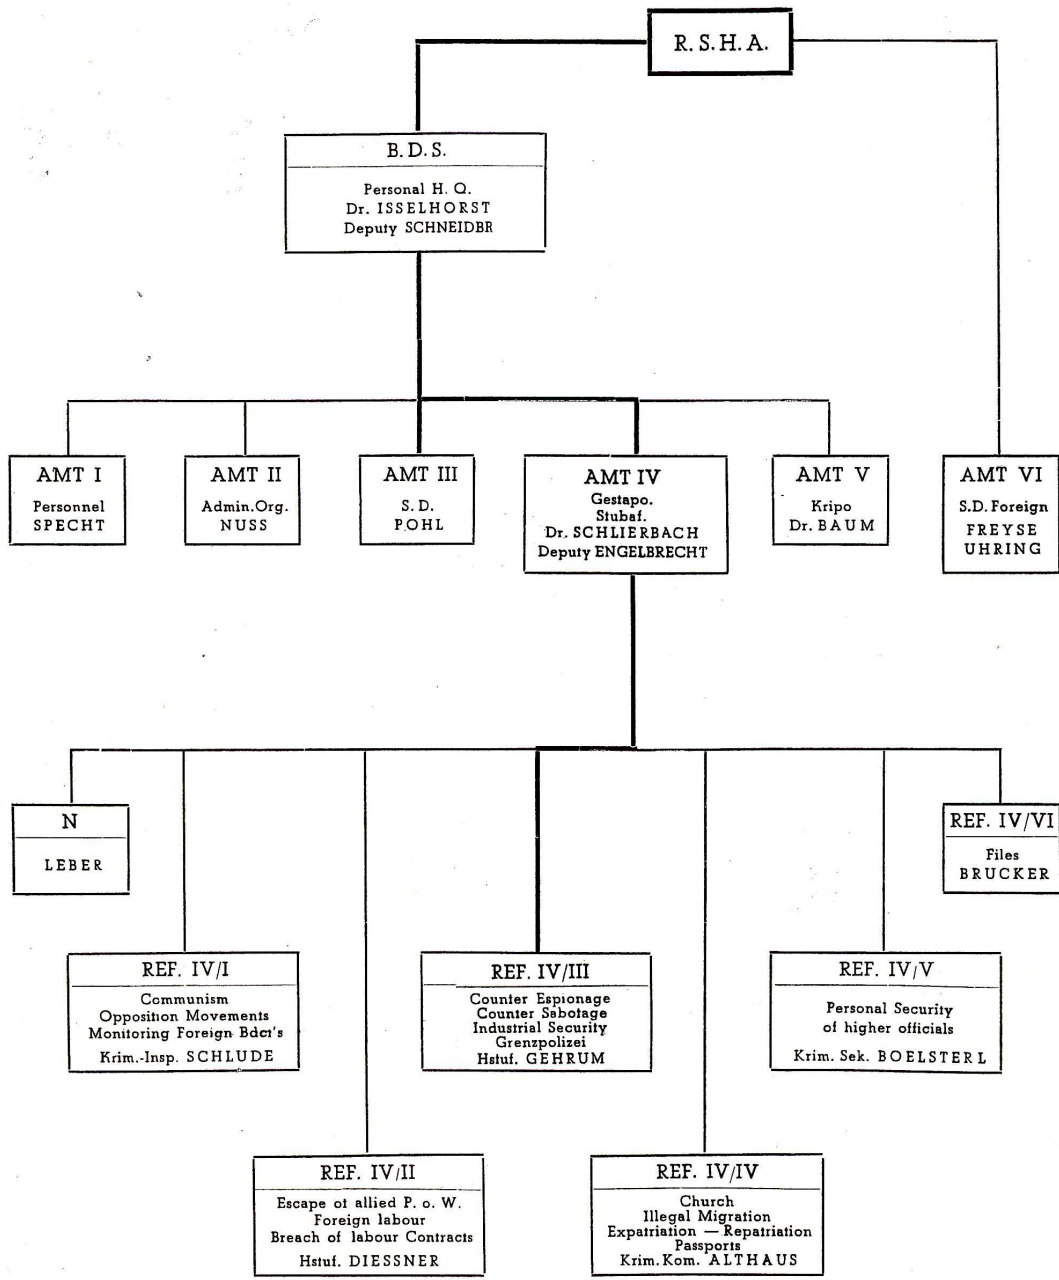 R. S. H. A.
B. D. S.
Personal H. Q.
Dr. ISSELHORST
Deputy SCHNEIDBR
AMT I
Personnel
SPECHT
AMT II
Admin. Org.
NUSS
AMT III
S. D.
POHL
AMT IV
Gestapo.
Stubaf.
Dr. SCHLIERBACH
Deputy ENGELBRECHT
AMT V
Kripo
Dr. BAUM
AMT VI
S.D. Foreign
FREYSE
UHRING
N
LEBER
REF. IV/VI
Files
BRUCKER
REF. IV/I
Communism
Opposition Movements
Monitoring Foreign Bdct's
Krim.-Insp. SCHLUDE
REF. IV/III
Counter Espionage
Counter Sabotage
Industrial Security
Grenzpolizei
Hstuf. GEHRUM
REF. IV/V
Personal Security
of higher officials
Krim. Sek. BOELSTERL
REF. IV/II
Escape ot allied P. o. W.
Foreign labour
Breach of labour Contracts
Hstuf. DIESSNER
REF. IV/IV
Church
Illegal Migration
Expatriation — Repatriation
Passports
Krim. Kom. ALTHAUS